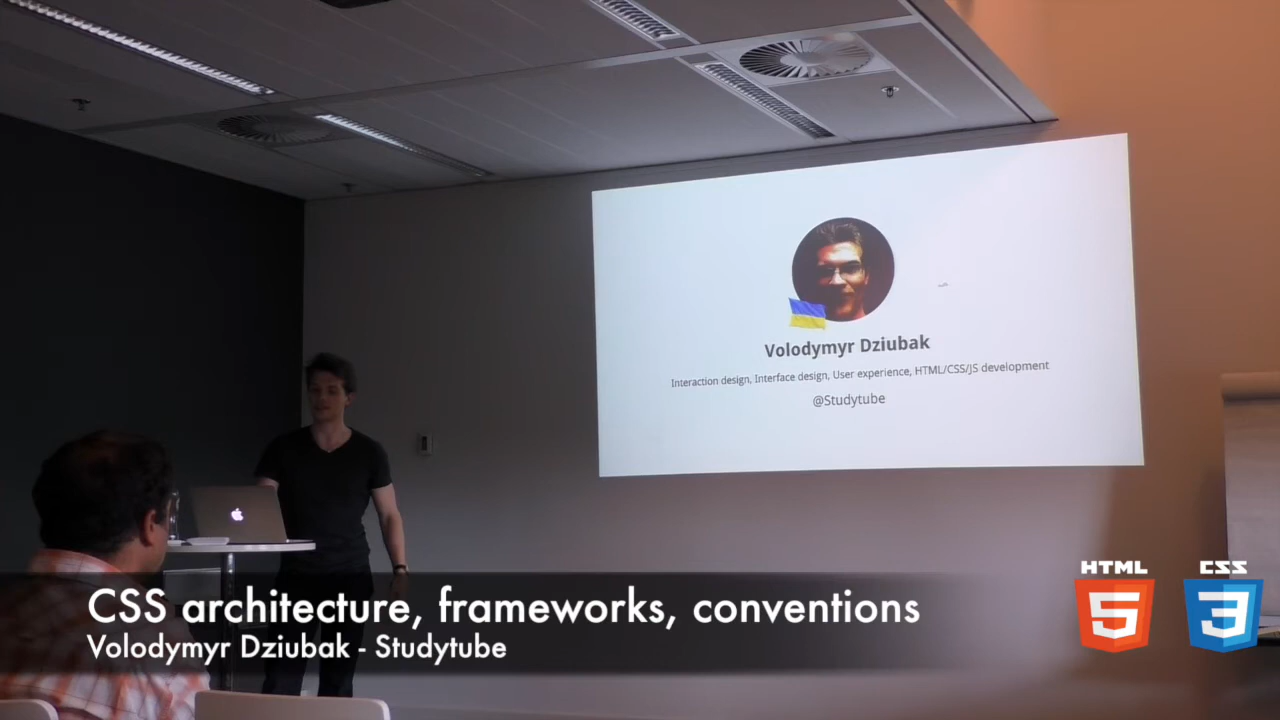 Volodymyr Dziubak
Interaction design, Interface design, User experience, HTML/CSS/JS development
@Studytube
CSS architecture, frameworks, conventions
Volodymyr Dziubak - Studytube
HTML CSS
5 3